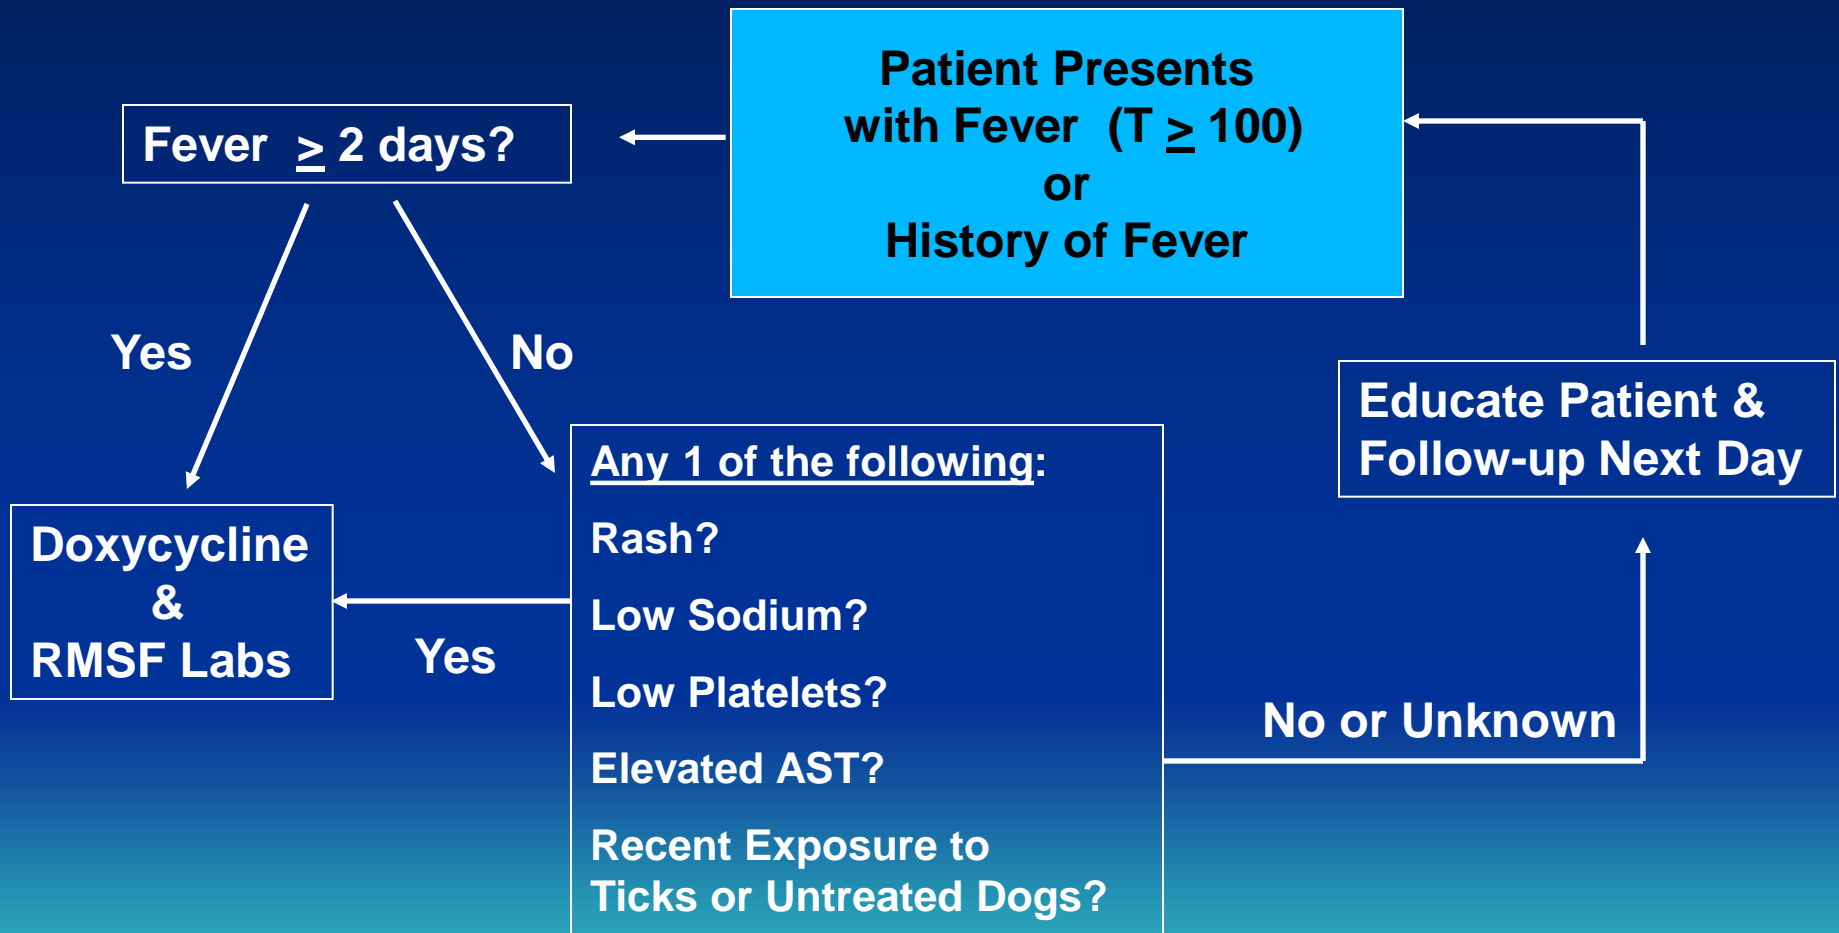 Patient Presents
with Fever (T ≥ 100)
or
History of Fever
Fever ≥ 2 days?
Yes
No
Doxycycline
&
RMSF Labs
Yes
Any 1 of the following:
Rash?
Low Sodium?
Low Platelets?
Elevated AST?
Recent Exposure to
Ticks or Untreated Dogs?
No or Unknown
Educate Patient &
Follow-up Next Day